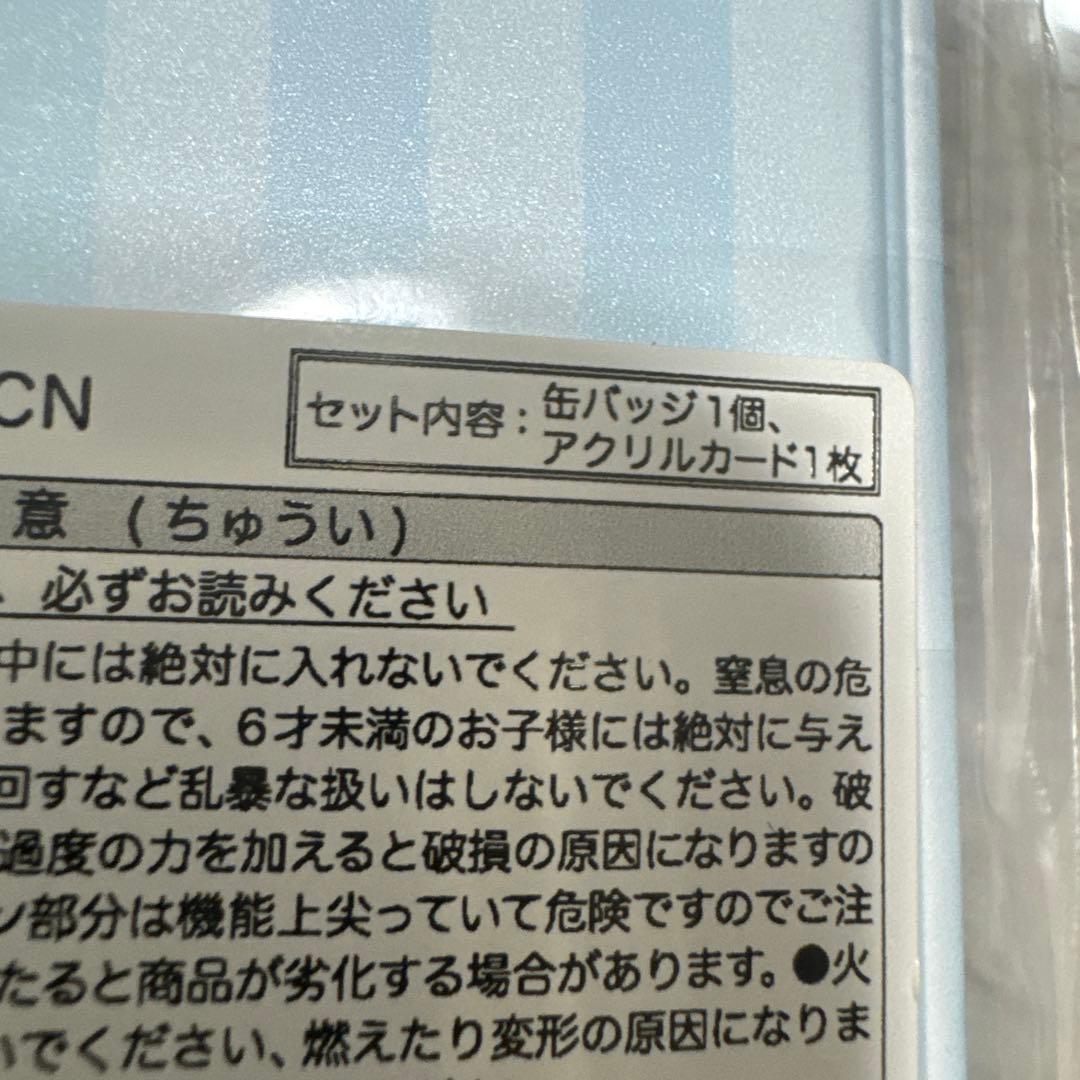 CN
セット内容：缶バッジ1個、
アクリルカード1枚
意 (ちゅうい)
、必ずお読みください
中には絶対に入れないでください。窒息の危
ますので、6才未満のお子様には絶対に与え
回すなど乱暴な扱いはしないでください。破
過度の力を加えると破損の原因になりますの
ン部分は機能上尖っていて危険ですのでご注
たると商品が劣化する場合があります。●火
いでください、燃えたり変形の原因になりま